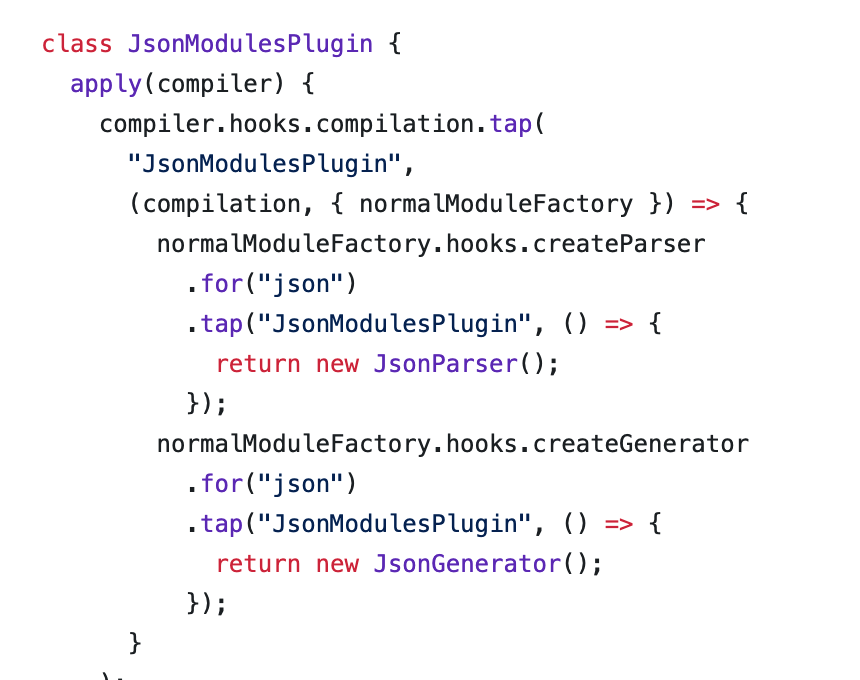 class JsonModulesPlugin {
  apply(compiler) {
    compiler.hooks.compilation.tap(
      "JsonModulesPlugin",
      (compilation, { normalModuleFactory }) => {
        normalModuleFactory.hooks.createParser
          .for("json")
          .tap("JsonModulesPlugin", () => {
            return new JsonParser();
          });
        normalModuleFactory.hooks.createGenerator
          .for("json")
          .tap("JsonModulesPlugin", () => {
            return new JsonGenerator();
          });
      }
    );